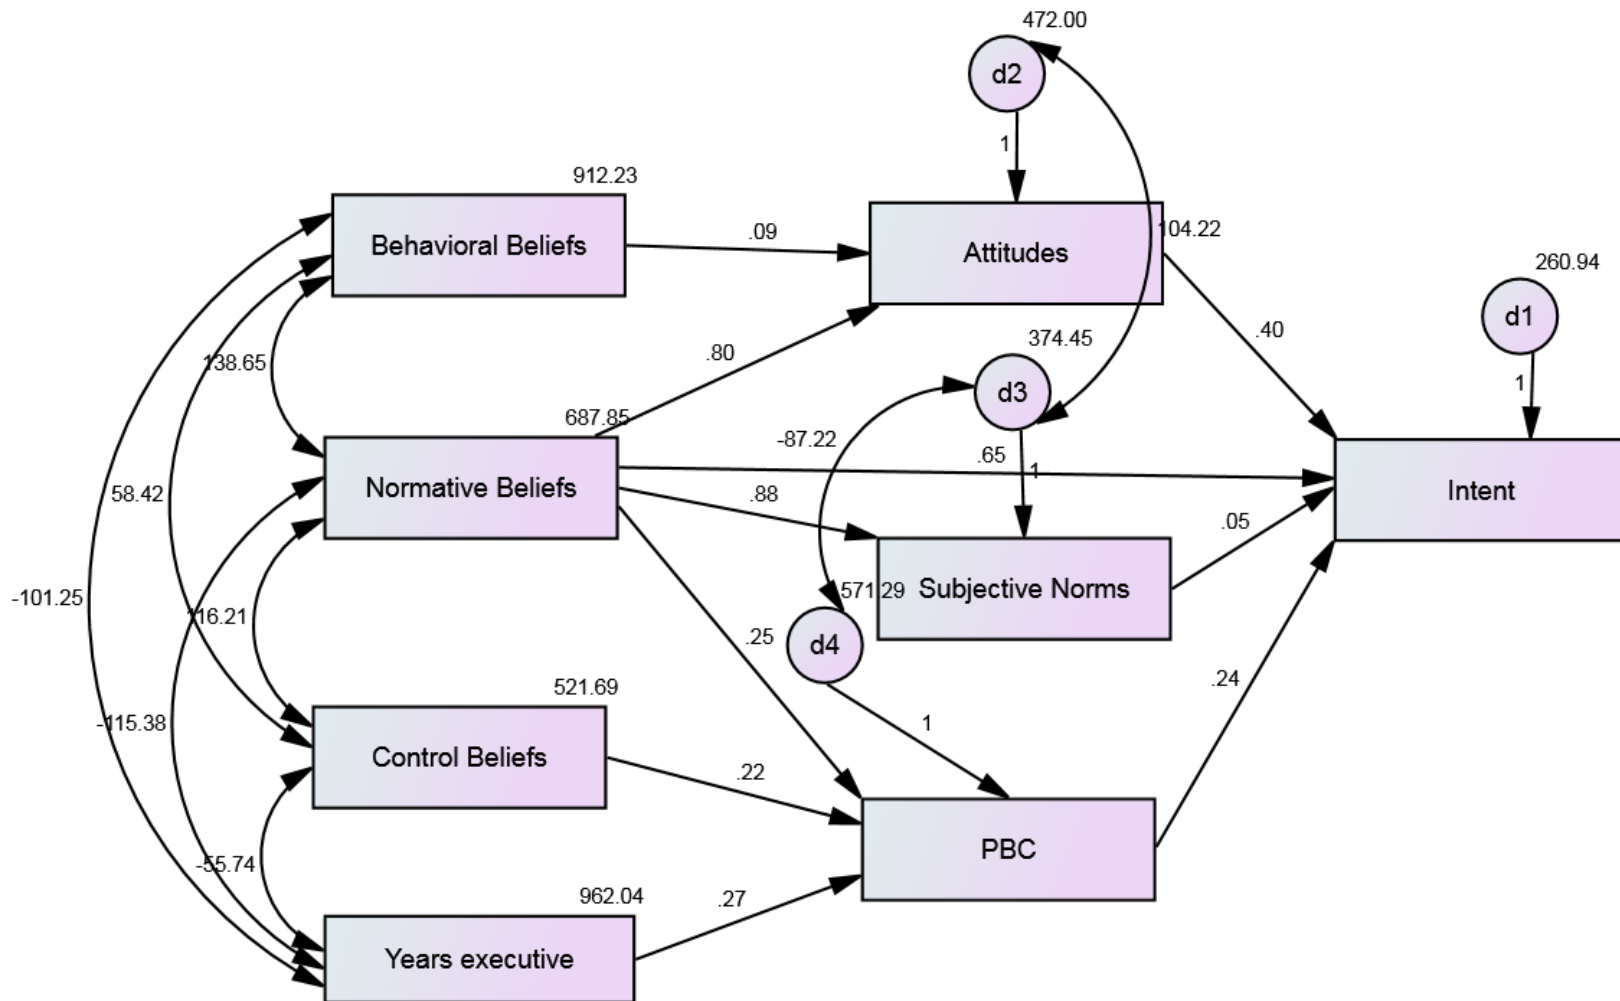 472.00
d2
1
912.23
Behavioral Beliefs
.09
Attitudes
104.22
260.94
d1
1
.40
374.45
d3
138.65
.80
687.85
-87.22
.65
1
Normative Beliefs
.88
Intent
58.42
.05
571.29
Subjective Norms
-101.25
116.21
.25
d4
.24
521.69
-115.38
1
Control Beliefs
.22
PBC
-55.74
962.04
.27
Years executive